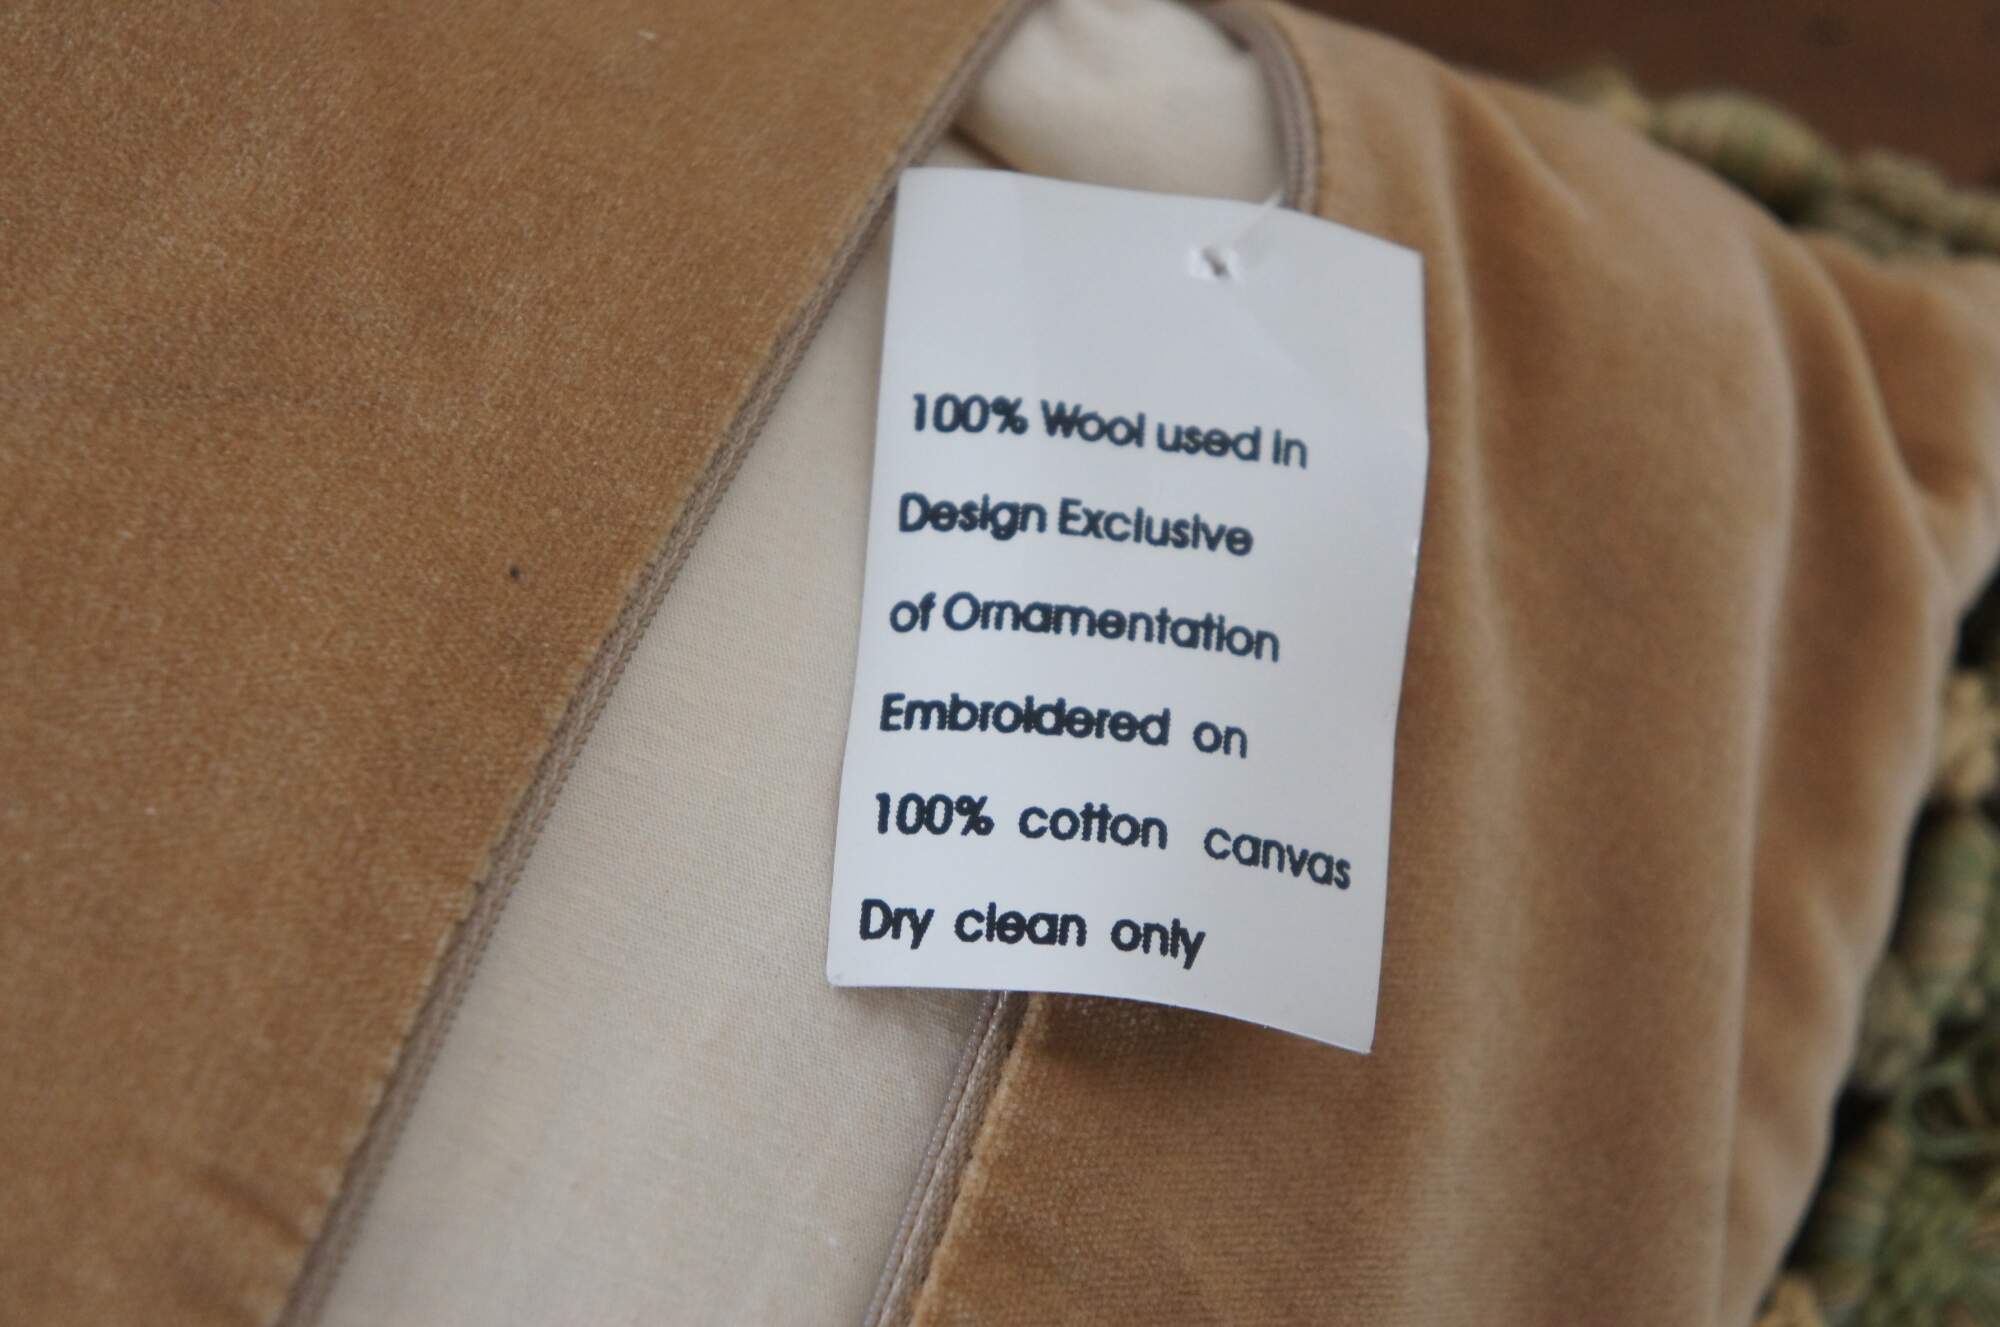 100% Wool used in
Design Exclusive
of Ornamentation
Embroidered on
100% cotton canvas
Dry clean only